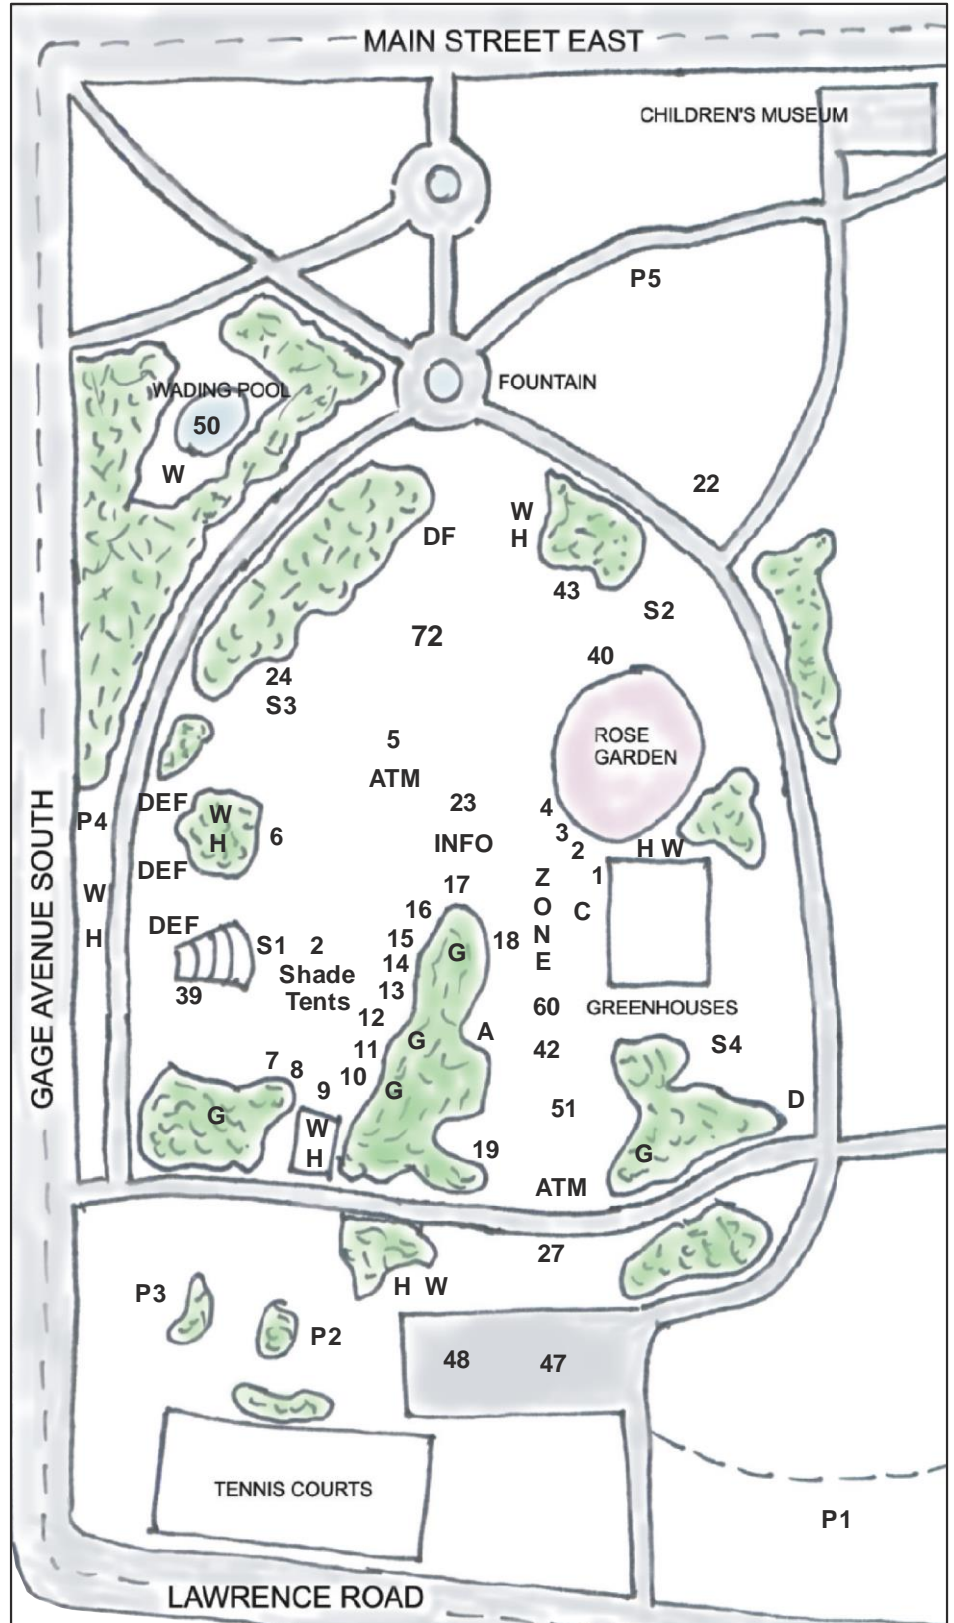 MAIN STREET EAST
CHILDREN'S MUSEUM
P5
FOUNTAIN
WADING POOL
50
W
22
DF
W
H
43
S2
72
40
24
S3
ROSE
GARDEN
5
ATM
23
INFO
4
3
2
1
H W
DEF
W
H
6
DEF
P4
W
H
GAGE AVENUE SOUTH
DEF
S1
39
2
Shade
Tents
17
16
15
14
13
12
11
10
9
8
7
G
G
G
18
Z
O
N
E
C
GREENHOUSES
60
A
42
S4
51
D
G
W
H
G
19
ATM
27
H W
P3
P2
48
47
TENNIS COURTS
P1
LAWRENCE ROAD